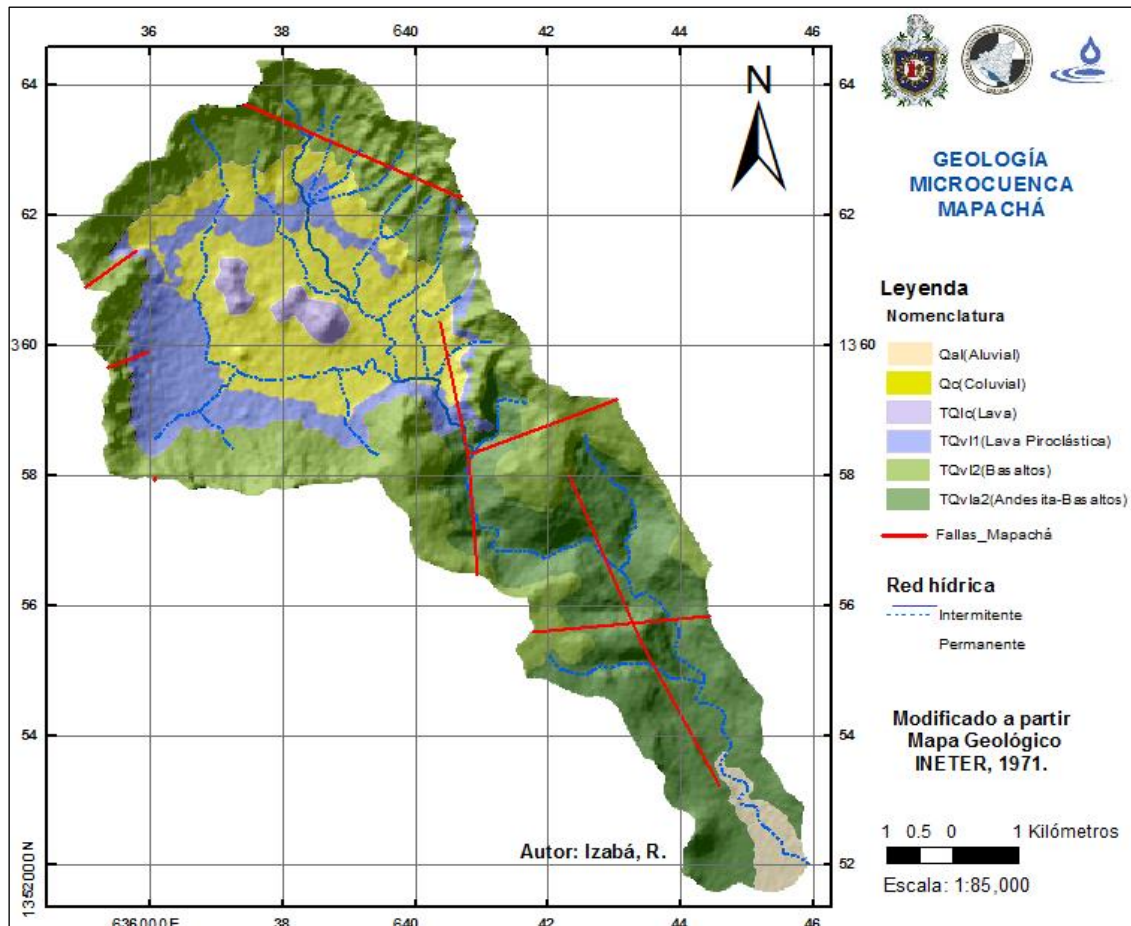 36
38
640
42
44
46
64
64
62
62
360
1360
58
58
56
56
54
54
1352000N
52
636000E
38
640
42
44
46
N
Autor: Izabá, R.
GEOLOGÍA
MICROCUENCA
MAPACHÁ
Leyenda
Nomenclatura
Qal(Aluvial)
Qc(Coluvial)
TQlc(Lava)
TQvl1(Lava Piroclástica)
TQvl2(Basaltos)
TQvla2(Andesita-Basaltos)
Fallas_Mapachá
Red hídrica
Intermitente
Permanente
Modificado a partir
Mapa Geológico
INETER, 1971.
1 0.5 0 1 Kilómetros
Escala: 1:85,000